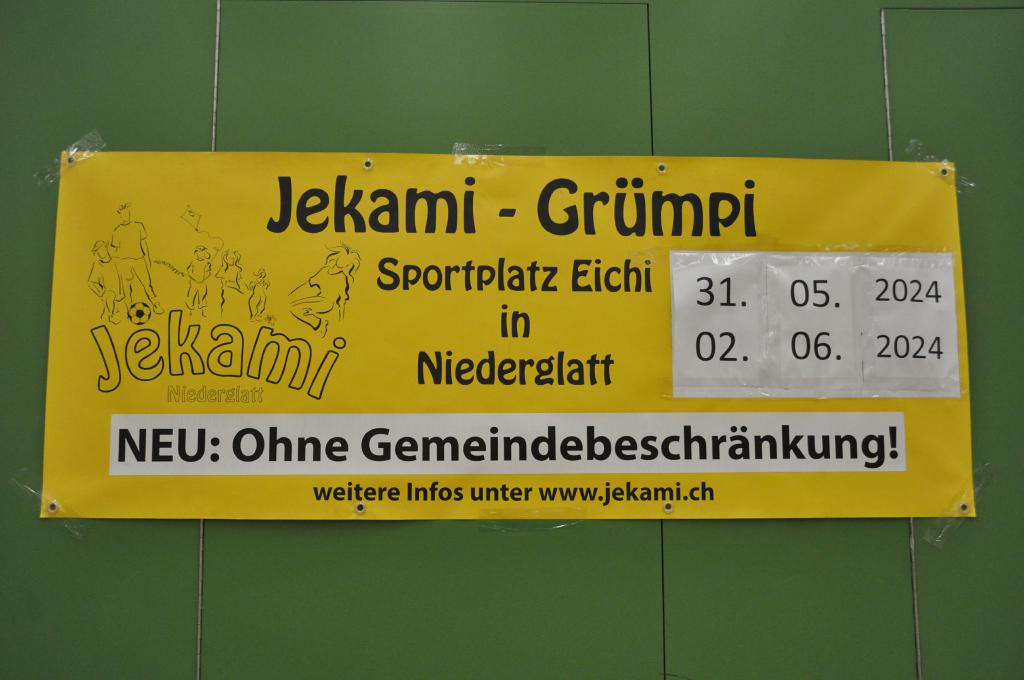 Jekami - Grümpi
Sportplatz Eichi
in
Niederglatt
31. 05. 2024
02. 06. 2024
Jekami
Niederglatt
NEU: Ohne Gemeindebeschränkung!
weitere Infos unter www.jekami.ch